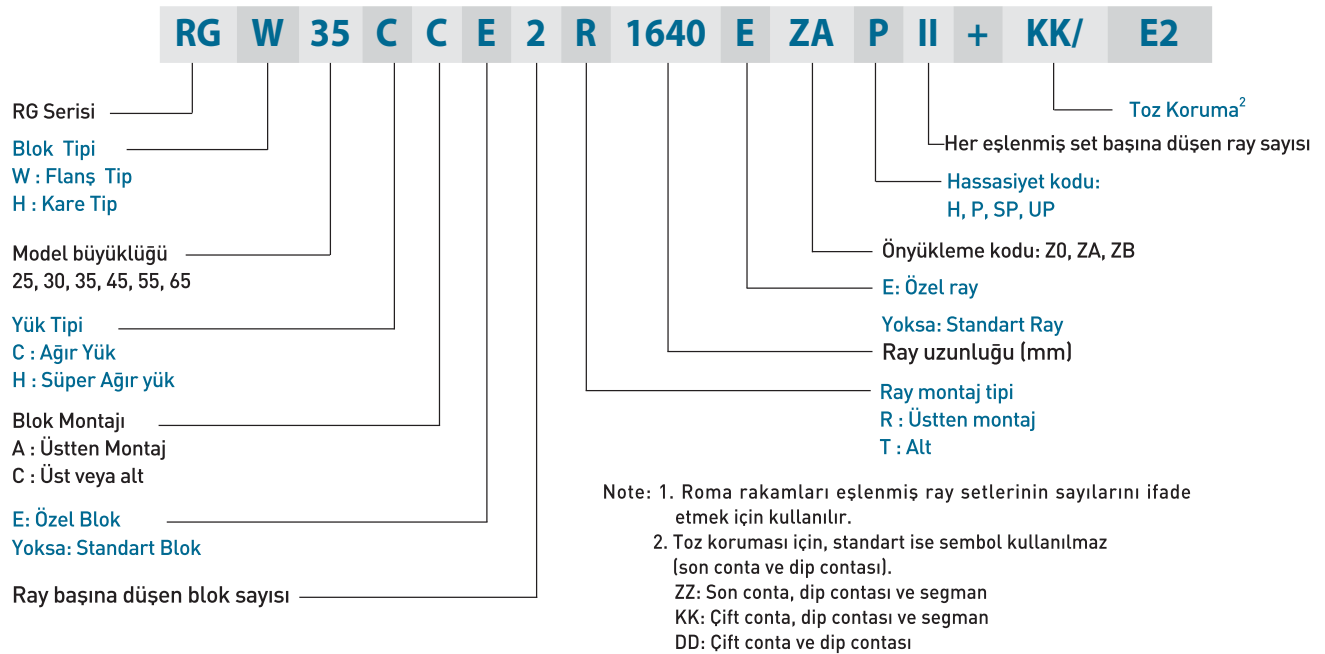 RG W 35 C C E 2 R 1640 E ZA P II + KK/ E2
RG Serisi
Blok Tipi
W : Flanş Tip
H : Kare Tip
Model büyüklüğü
25, 30, 35, 45, 55, 65
Yük Tipi
C : Ağır Yük
H : Süper Ağır yük
Blok Montajı
A : Üstten Montaj
C : Üst veya alt
E: Özel Blok
Yoksa: Standart Blok
Ray başına düşen blok sayısı
Toz Koruma2
Her eşlenmiş set başına düşen ray sayısı
Hassasiyet kodu:
H, P, SP, UP
Önyükleme kodu: Z0, ZA, ZB
E: Özel ray
Yoksa: Standart Ray
Ray uzunluğu (mm)
Ray montaj tipi
R : Üstten montaj
T : Alt
Note: 1. Roma rakamları eşlenmiş ray setlerinin sayılarını ifade
etmek için kullanılır.
2. Toz koruması için, standart ise sembol kullanılmaz
(son conta ve dip contası).
ZZ: Son conta, dip contası ve segman
KK: Çift conta, dip contası ve segman
DD: Çift conta ve dip contası